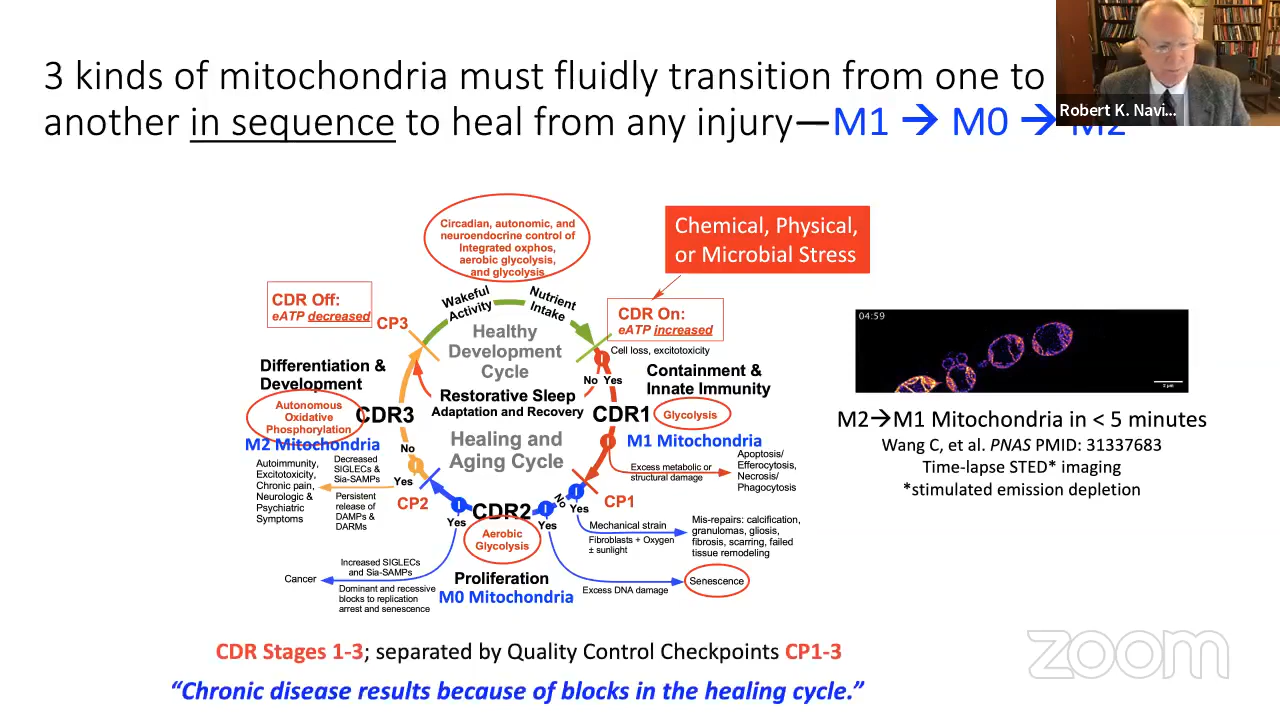 3 kinds of mitochondria must fluidly transition from one to
another in sequence to heal from any injury—M1 → M0 → M2
Robert K. Navi...
Circadian, autonomic, and
neuroendocrine control of
Integrated oxphos,
aerobic glycolysis,
and glycolysis
Chemical, Physical,
or Microbial Stress
CDR Off:
eATP decreased
CP3
Wakeful
Activity
Nutrient
Intake
CDR On:
eATP increased
Healthy
Development
Cycle
Cell loss, excitotoxicity
No Yes
Differentiation &
Development
Containment &
Innate Immunity
Restorative Sleep
Adaptation and Recovery
Autonomous
Oxidative
Phosphorylation
CDR3
CDR1
Glycolysis
M2 Mitochondria
M1 Mitochondria
Healing and
Aging Cycle
No
Yes
Autoimmunity,
Excitotoxicity,
Chronic pain,
Neurologic &
Psychiatric
Symptoms
Decreased
SIGLECs &
Sia-SAMPs
Persistent
release of
DAMPs &
DARMs
Excess metabolic or
structural damage
Apoptosis/
Efferocytosis,
Necrosis/
Phagocytosis
CP2
CP1
CDR2
No
Yes
Yes
Yes
Aerobic
Glycolysis
Mechanical strain
Fibroblasts + Oxygen
± sunlight
Mis-repairs: calcification,
granulomas, gliosis,
fibrosis, scarring, failed
tissue remodeling
Increased SIGLECs
and Sia-SAMPs
Cancer
Dominant and recessive
blocks to replication
arrest and senescence
Proliferation
M0 Mitochondria
Excess DNA damage
Senescence
04:59
2 µm
M2→M1 Mitochondria in < 5 minutes
Wang C, et al. PNAS PMID: 31337683
Time-lapse STED* imaging
*stimulated emission depletion
CDR Stages 1-3; separated by Quality Control Checkpoints CP1-3
“Chronic disease results because of blocks in the healing cycle.”
zoom